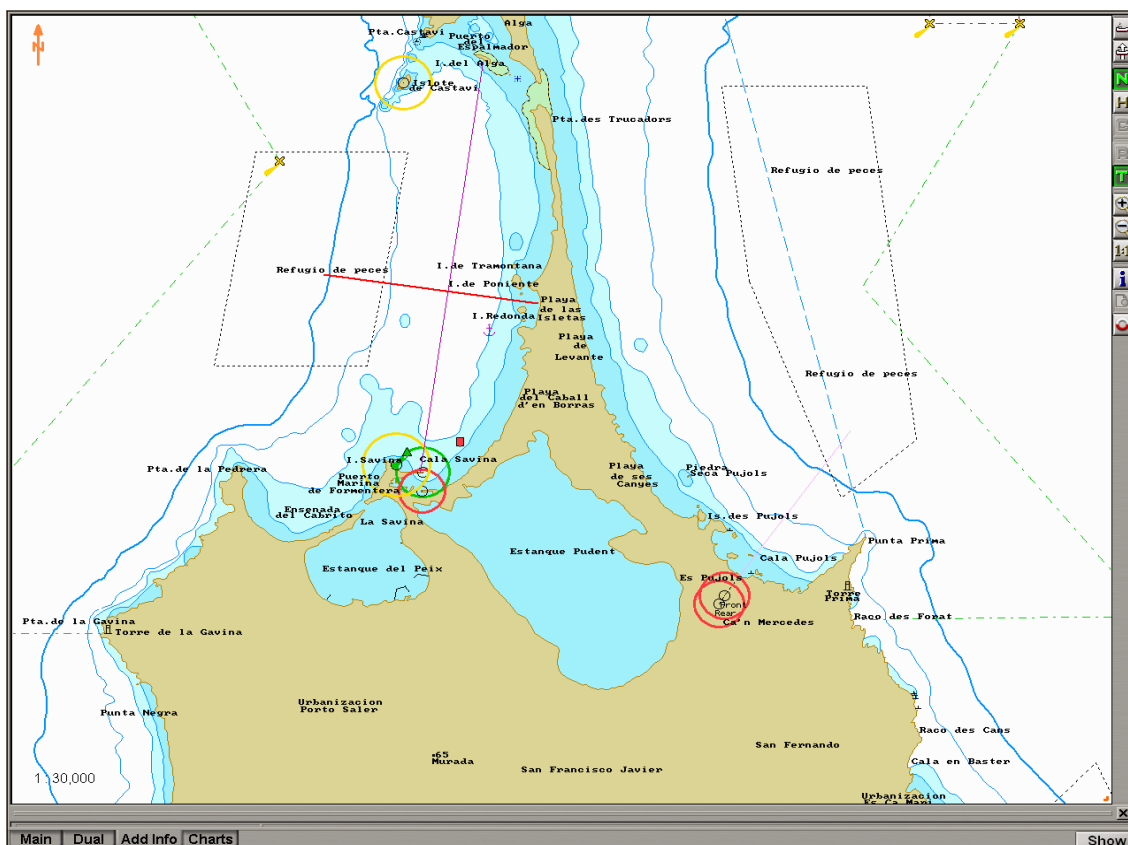 Alga
Pta.Castavi
Puerto
del
Espalmador
N
I.del Alga
Islote
de Castavi
N
H
Pta.des Trucadors
Refugio de peces
T
1:1
I.de Tramontana
Refugio de peces
I.de Poniente
i
Playa
de las
Isletas
I.Redonda
Playa
de
Levante
Refugio de peces
Playa
del Caball
d'en Borras
I.Savina
Cala Savina
Pta.de la Pedrera
Puerto
Marina
de Formentera
Playa
de ses
Canyes
Piedra
Seca Pujols
Ensenada
del Cabrito
La Savina
Is.des Pujols
Punta Prima
Estanque Pudent
Cala Pujols
Estanque del Peix
Es Pujols
Torre
Prima
Front
Rear
Pta.de la Gavina
Torre de la Gavina
Ca'n Mercedes
Raco des Forat
Urbanizacion
Porto Saler
Punta Negra
Raco des Cans
San Fernando
65
Murada
Cala en Baster
San Francisco Javier
1 : 30,000
Urbanizacion
Es Ca Mari
Main
Dual
Add Info
Charts
Show